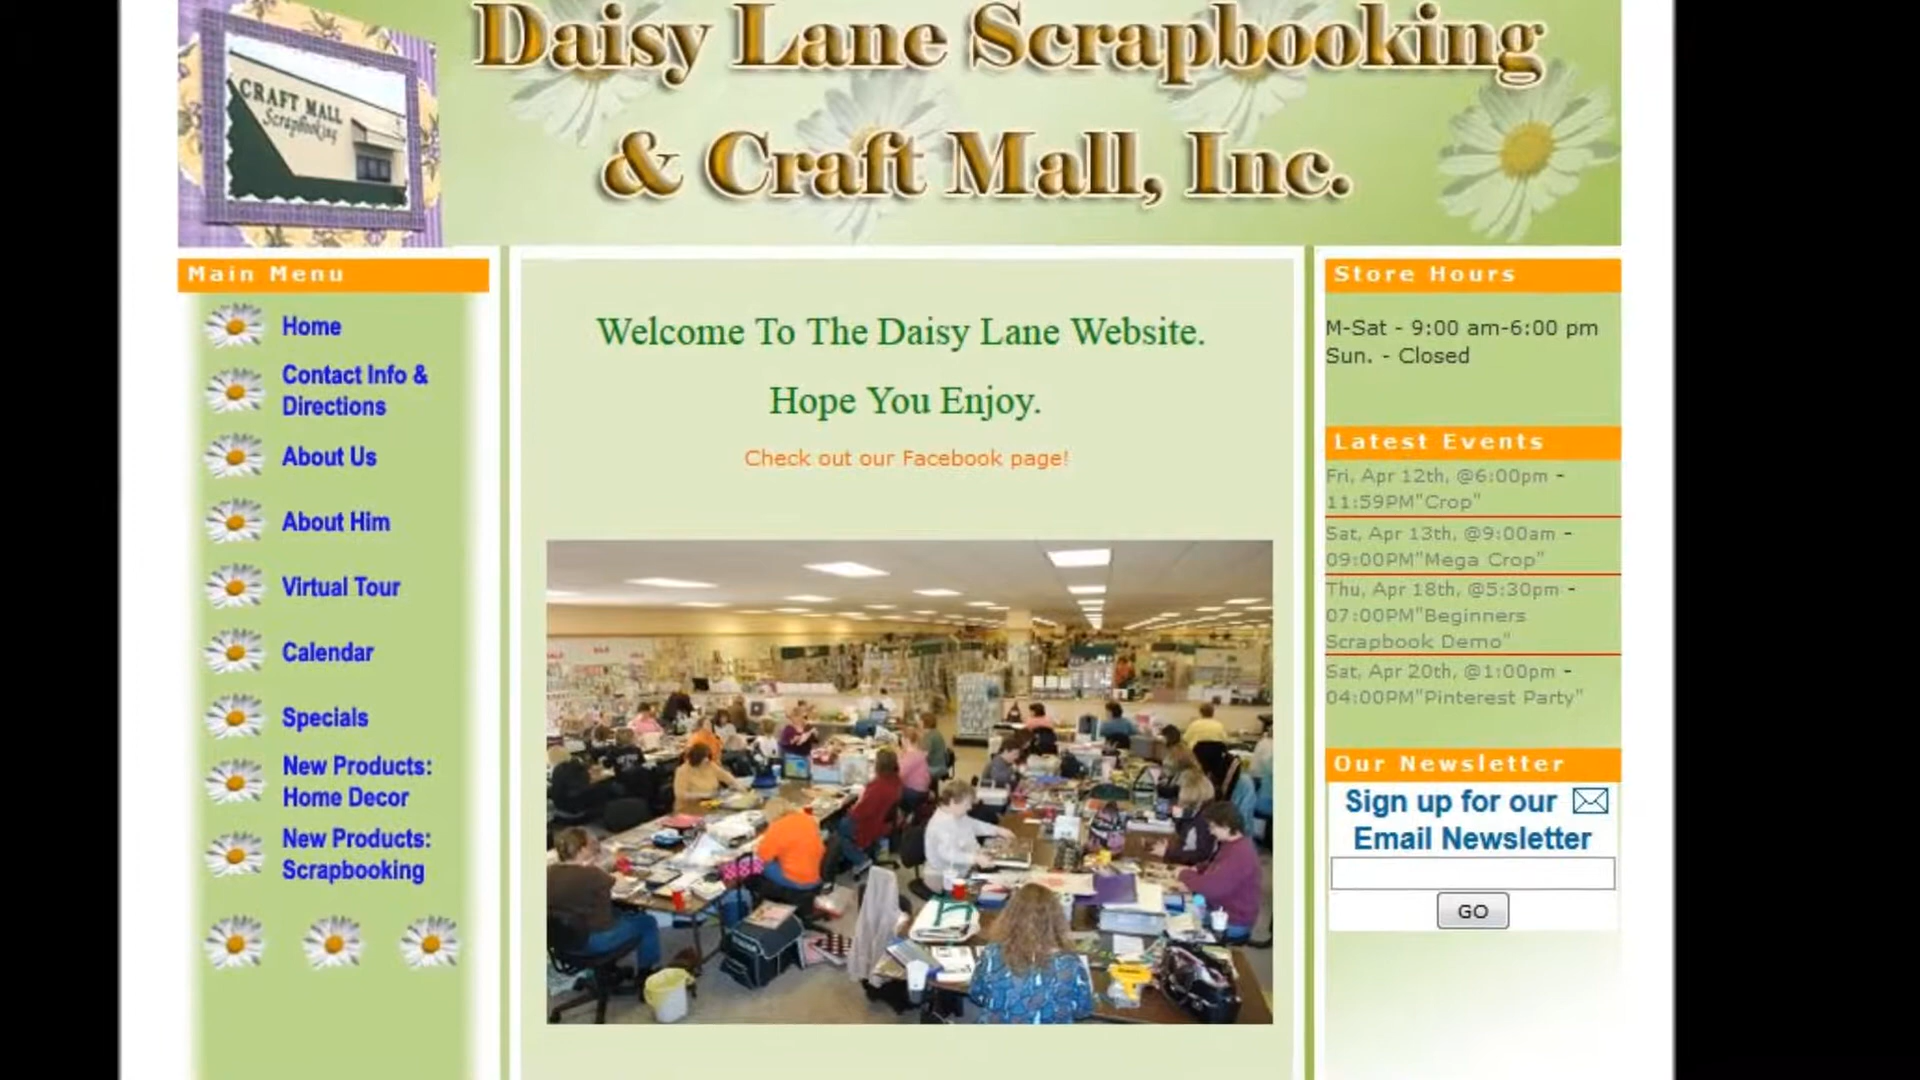 Daisy Lane Scrapbooking
& Craft Mall, Inc.
CRAFT MALL
Scrapbooking
Main Menu
Home
Contact Info &
Directions
About Us
About Him
Virtual Tour
Calendar
Specials
New Products:
Home Decor
New Products:
Scrapbooking
Welcome To The Daisy Lane Website.
Hope You Enjoy.
Check out our Facebook page!
Store Hours
M-Sat - 9:00 am-6:00 pm
Sun. - Closed
Latest Events
Fri, Apr 12th, @6:00pm -
11:59PM"Crop"
Sat, Apr 13th, @9:00am -
09:00PM"Mega Crop"
Thu, Apr 18th, @5:30pm -
07:00PM"Beginners
Scrapbook Demo"
Sat, Apr 20th, @1:00pm -
04:00PM"Pinterest Party"
Our Newsletter
Sign up for our
Email Newsletter
GO